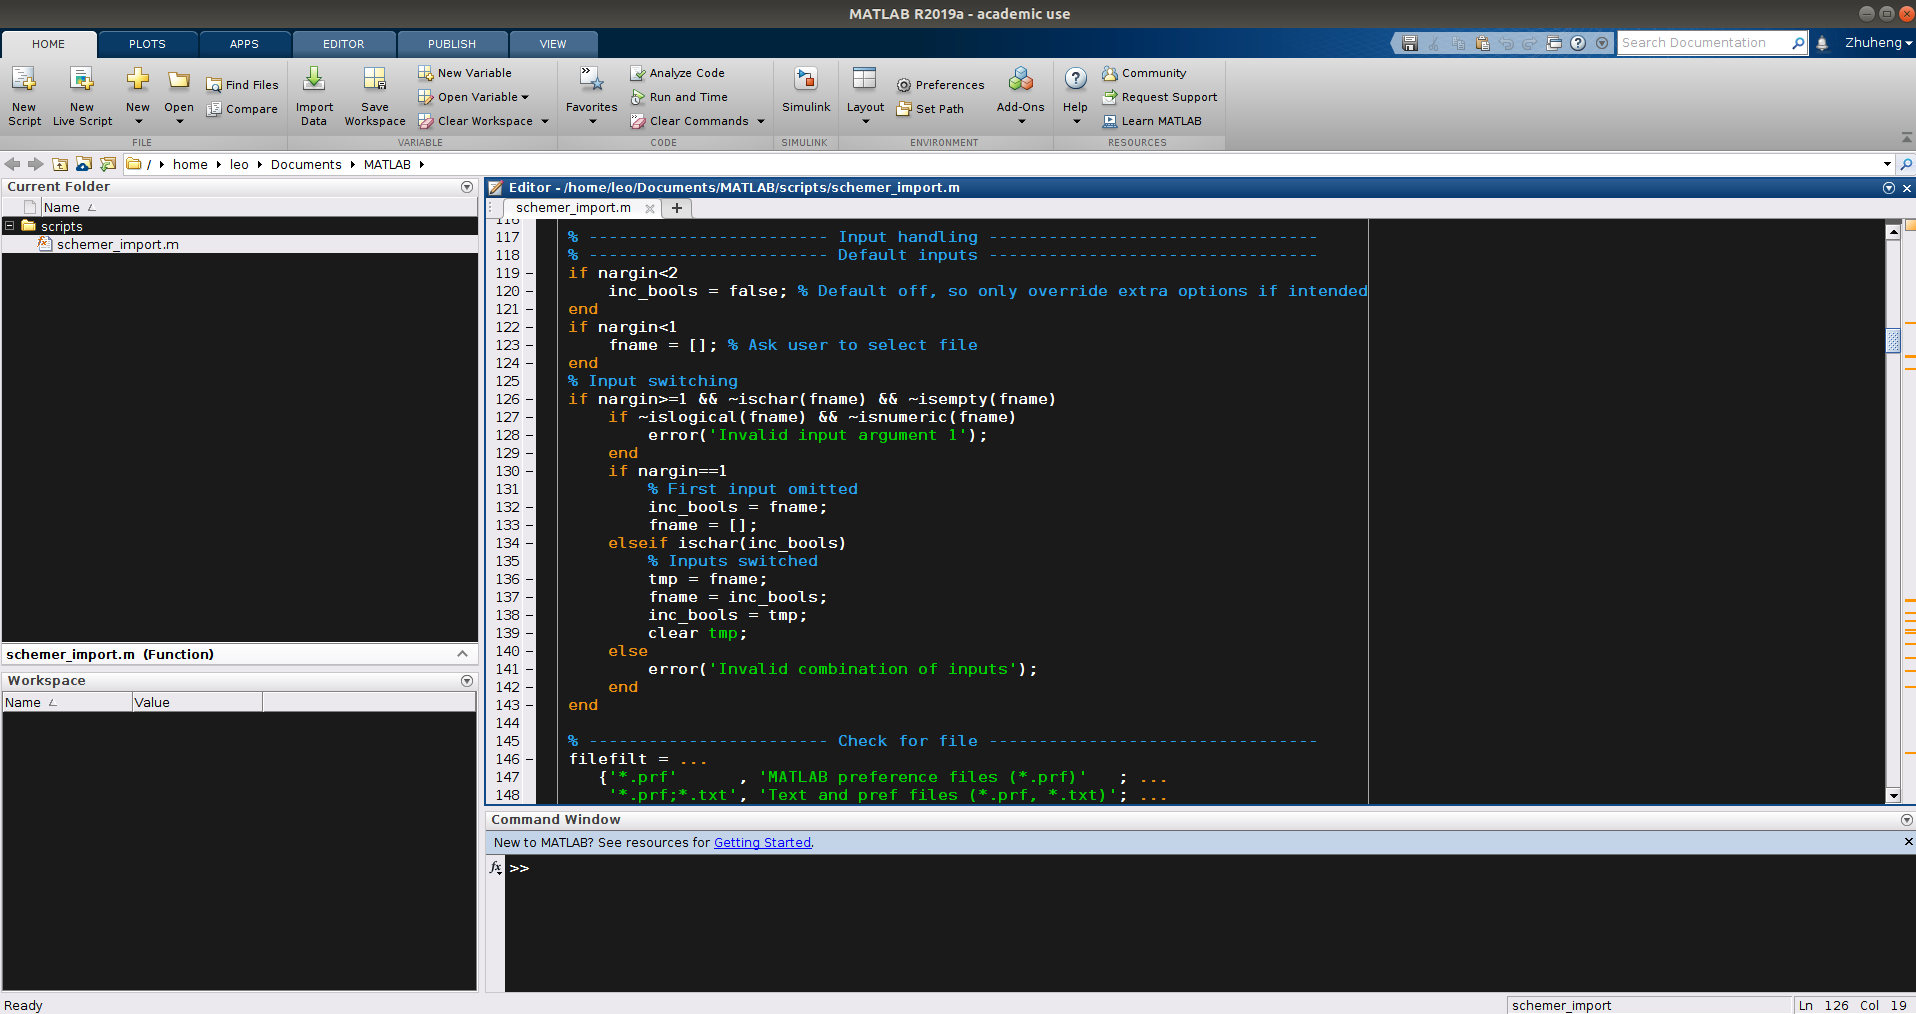 MATLAB R2019a - academic use
HOME PLOTS APPS EDITOR PUBLISH VIEW
Search Documentation
Zhuheng
New Script
New Live Script
New
Open
Find Files
Compare
FILE
Import Data
Save Workspace
New Variable
Open Variable
Clear Workspace
VARIABLE
Favorites
Analyze Code
Run and Time
Clear Commands
CODE
Simulink
SIMULINK
Layout
Preferences
Set Path
Add-Ons
ENVIRONMENT
Help
Community
Request Support
Learn MATLAB
RESOURCES
/ home leo Documents MATLAB
Current Folder
Name
scripts
schemer_import.m
schemer_import.m (Function)
Workspace
Name Value
Editor - /home/leo/Documents/MATLAB/scripts/schemer_import.m
schemer_import.m
116
117 % ------------------------ Input handling ---------------------------------
118 % ------------------------ Default inputs ---------------------------------
119 - if nargin<2
120 - inc_bools = false; % Default off, so only override extra options if intended
121 - end
122 - if nargin<1
123 - fname = []; % Ask user to select file
124 - end
125 % Input switching
126 - if nargin>=1 && ~ischar(fname) && ~isempty(fname)
127 - if ~islogical(fname) && ~isnumeric(fname)
128 - error('Invalid input argument 1');
129 - end
130 - if nargin==1
131 % First input omitted
132 - inc_bools = fname;
133 - fname = [];
134 - elseif ischar(inc_bools)
135 % Inputs switched
136 - tmp = fname;
137 - fname = inc_bools;
138 - inc_bools = tmp;
139 - clear tmp;
140 - else
141 - error('Invalid combination of inputs');
142 - end
143 - end
144
145 % ------------------------ Check for file ---------------------------------
146 - filefilt = ...
147 {'*.prf' , 'MATLAB preference files (*.prf)' ; ...
148 '*.prf;*.txt', 'Text and pref files (*.prf, *.txt)'; ...
Command Window
New to MATLAB? See resources for Getting Started.
fx >>
Ready
schemer_import
Ln 126 Col 19